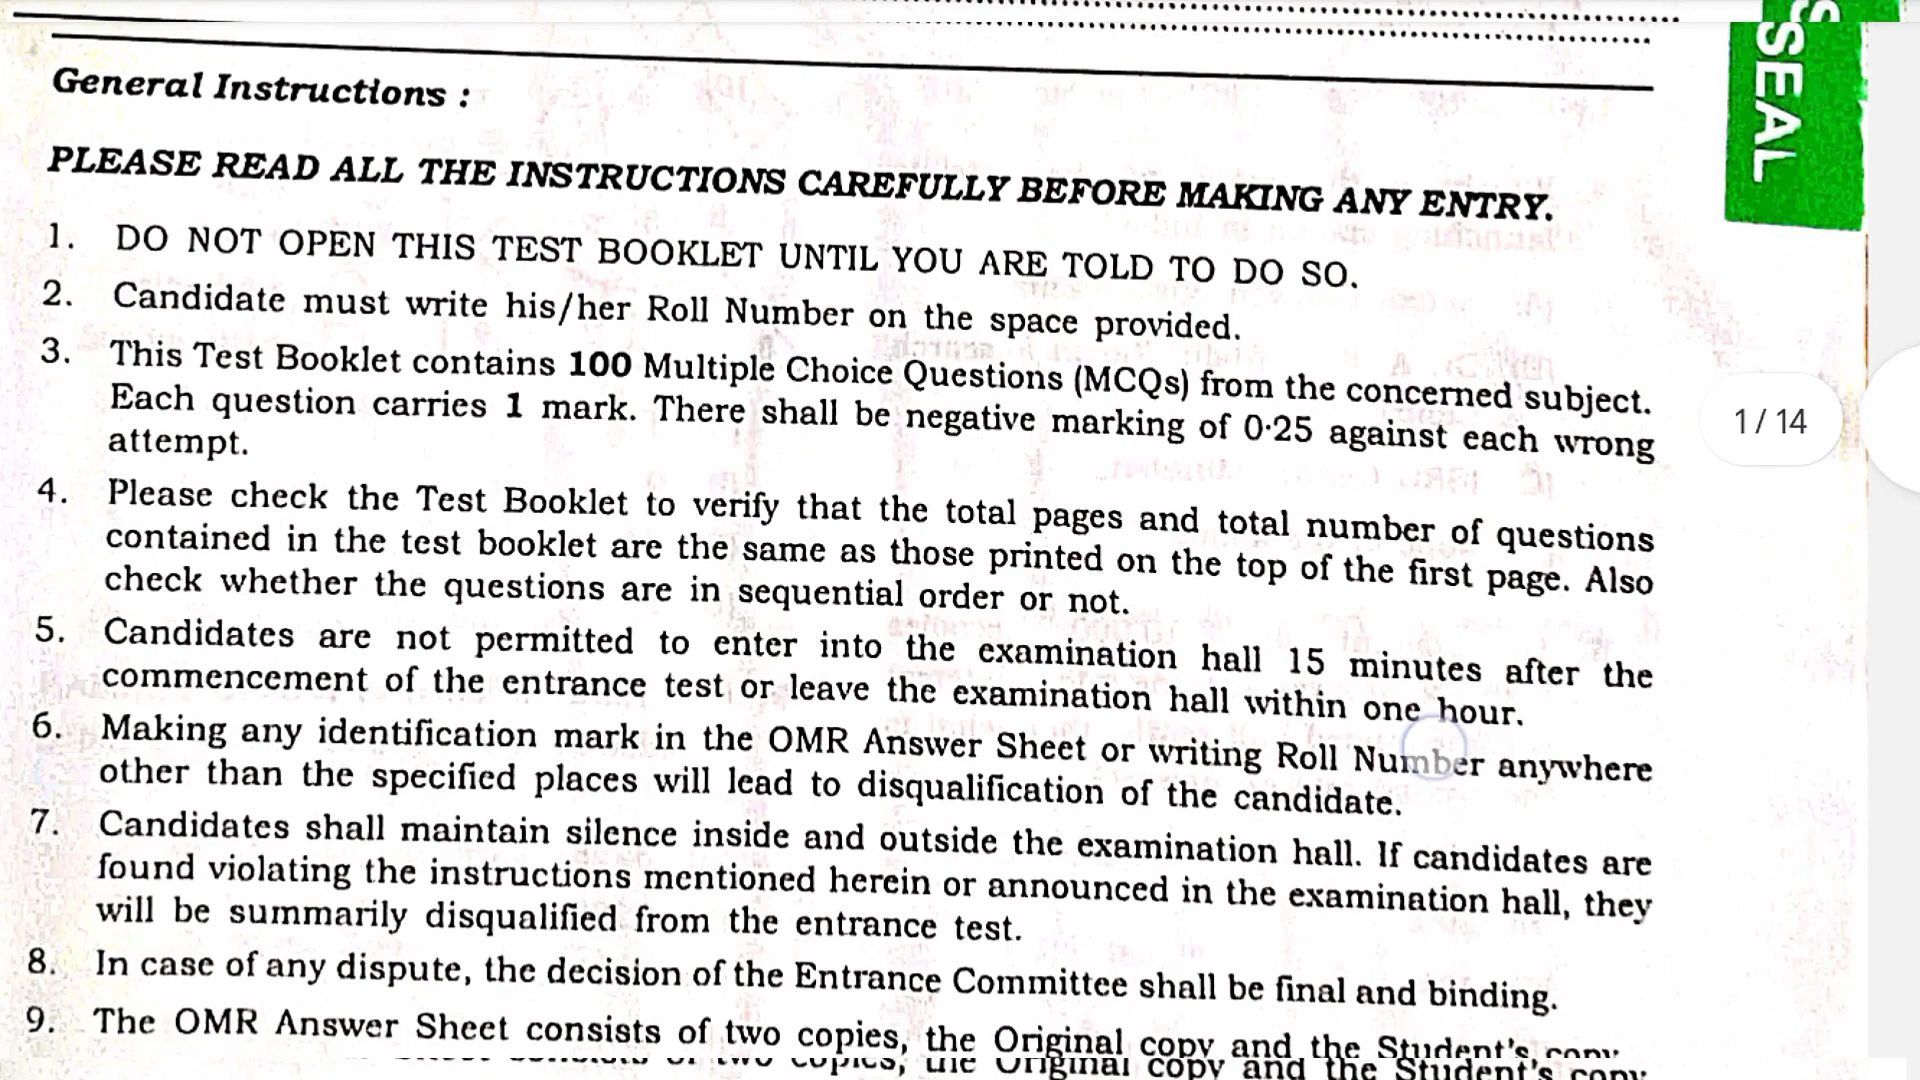 SEAL
General Instructions :
PLEASE READ ALL THE INSTRUCTIONS CAREFULLY BEFORE MAKING ANY ENTRY.
1. DO NOT OPEN THIS TEST BOOKLET UNTIL YOU ARE TOLD TO DO SO.
2. Candidate must write his/her Roll Number on the space provided.
3. This Test Booklet contains 100 Multiple Choice Questions (MCQs) from the concerned subject.
Each question carries 1 mark. There shall be negative marking of 0·25 against each wrong
attempt.
1 / 14
4. Please check the Test Booklet to verify that the total pages and total number of questions
contained in the test booklet are the same as those printed on the top of the first page. Also
check whether the questions are in sequential order or not.
5. Candidates are not permitted to enter into the examination hall 15 minutes after the
commencement of the entrance test or leave the examination hall within one hour.
6. Making any identification mark in the OMR Answer Sheet or writing Roll Number anywhere
other than the specified places will lead to disqualification of the candidate.
7. Candidates shall maintain silence inside and outside the examination hall. If candidates are
found violating the instructions mentioned herein or announced in the examination hall, they
will be summarily disqualified from the entrance test.
8. In case of any dispute, the decision of the Entrance Committee shall be final and binding.
9. The OMR Answer Sheet consists of two copies, the Original copy and the Student's copy
two copies, the Original copy and the Student's copy